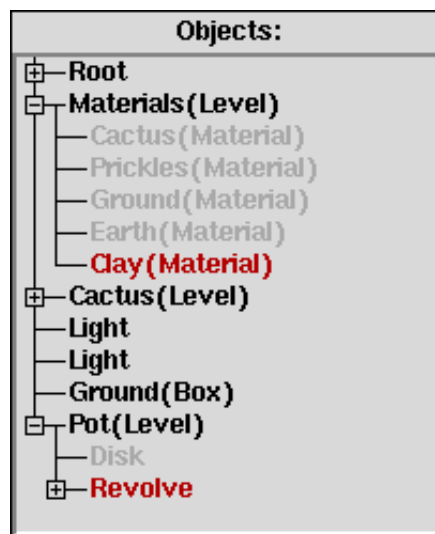 Objects:
Root
Materials(Level)
Cactus(Material)
Prickles(Material)
Ground(Material)
Earth(Material)
Clay(Material)
Cactus(Level)
Light
Light
Ground(Box)
Pot(Level)
Disk
Revolve